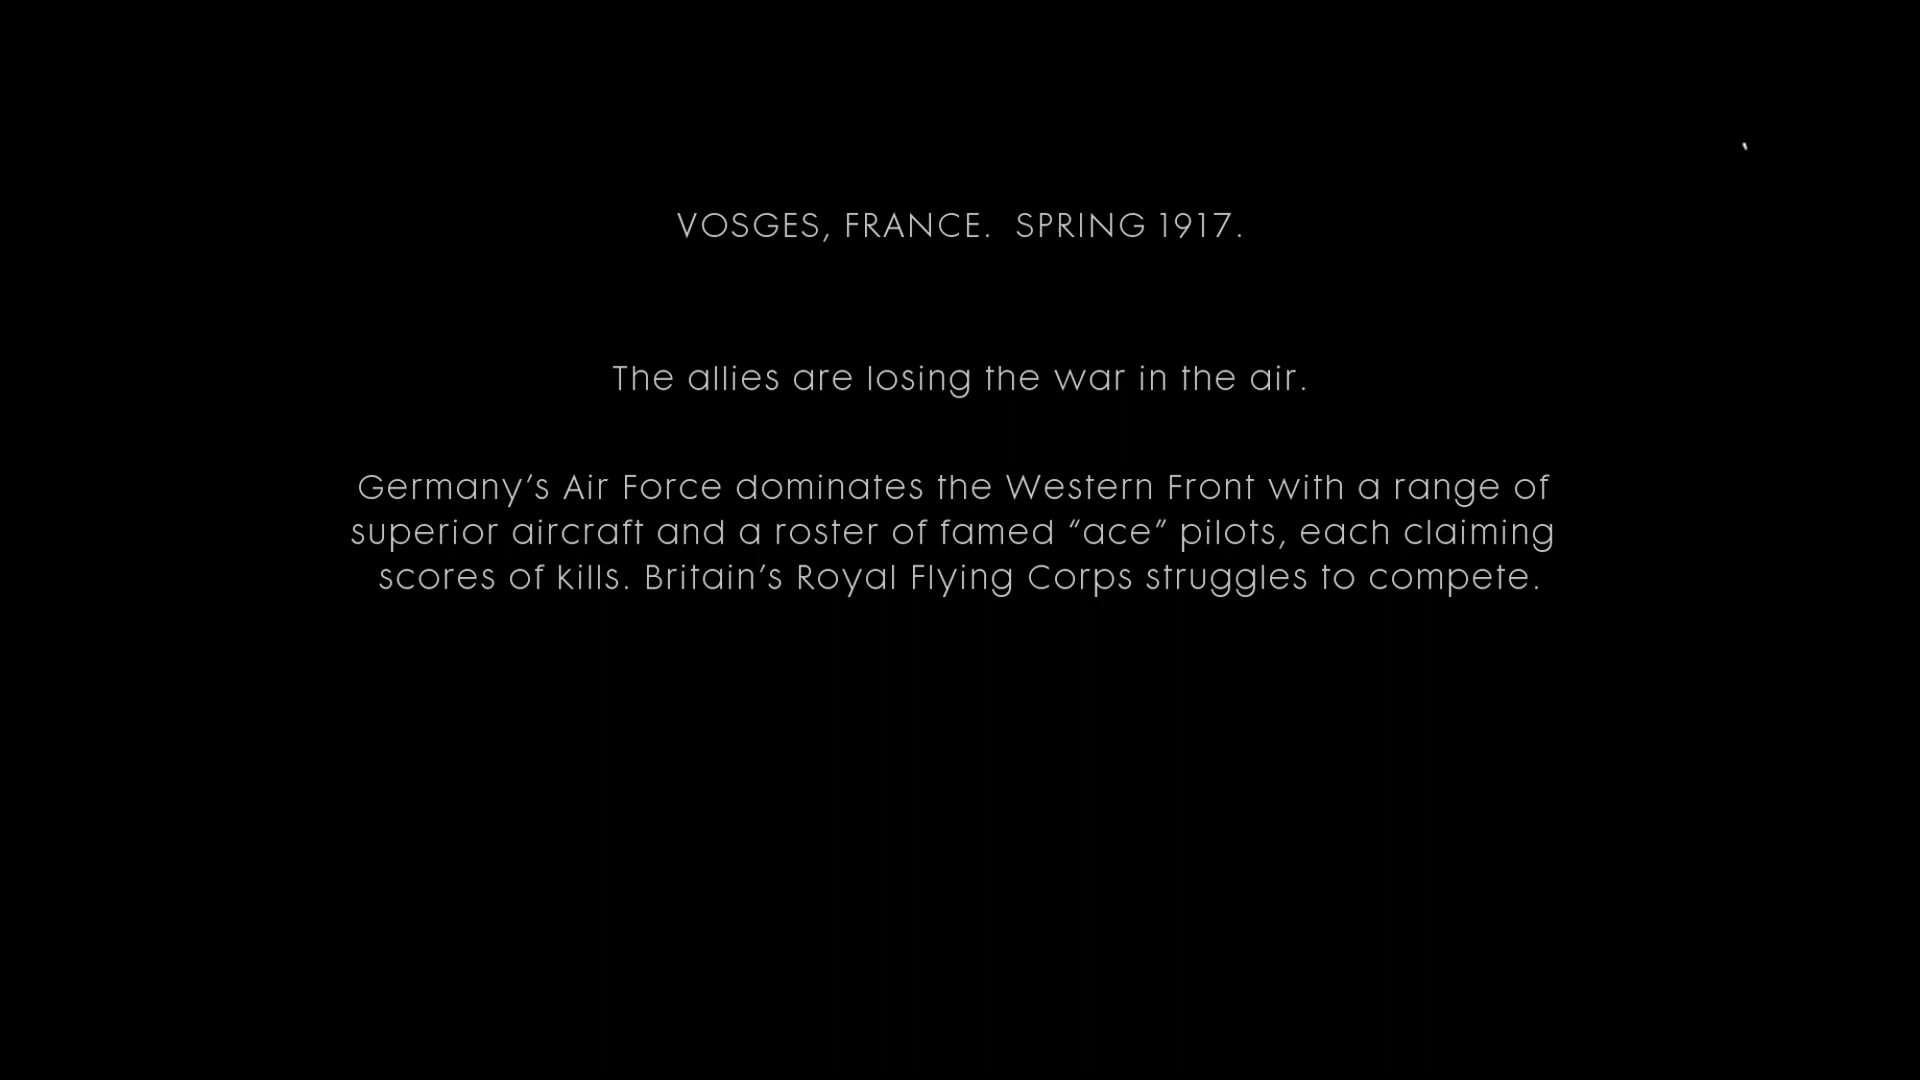 VOSGES, FRANCE.  SPRING 1917.
The allies are losing the war in the air.
Germany’s Air Force dominates the Western Front with a range of
superior aircraft and a roster of famed “ace” pilots, each claiming
scores of kills. Britain’s Royal Flying Corps struggles to compete.